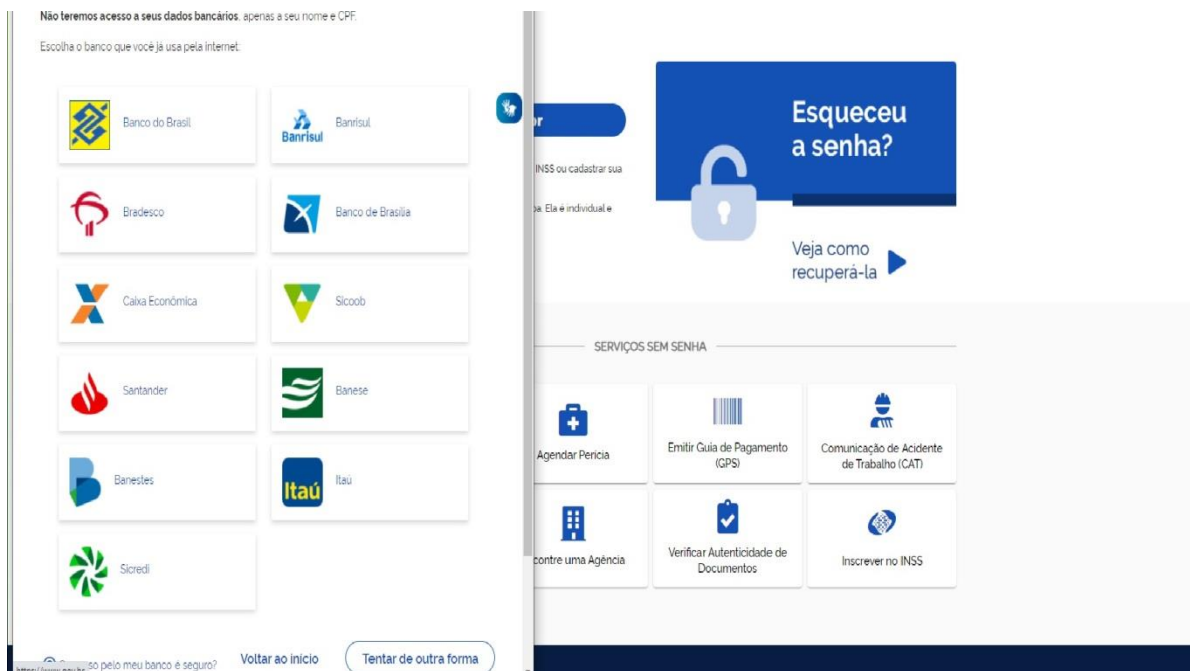 Não teremos acesso a seus dados bancários, apenas a seu nome e CPF.
Escolha o banco que você já usa pela internet:
Banco do Brasil
Banrisul
Banrisul
Bradesco
Banco de Brasília
Caixa Econômica
Sicoob
Santander
Banese
Banestes
Itaú
Itaú
Sicredi
so pelo meu banco é seguro?
Voltar ao início
Tentar de outra forma
or
INSS ou cadastrar sua
oa. Ela é individual e
Esqueceu
a senha?
Veja como
recuperá-la
SERVIÇOS SEM SENHA
Agendar Perícia
Emitir Guia de Pagamento
(GPS)
Comunicação de Acidente
de Trabalho (CAT)
contre uma Agência
Verificar Autenticidade de
Documentos
Inscrever no INSS